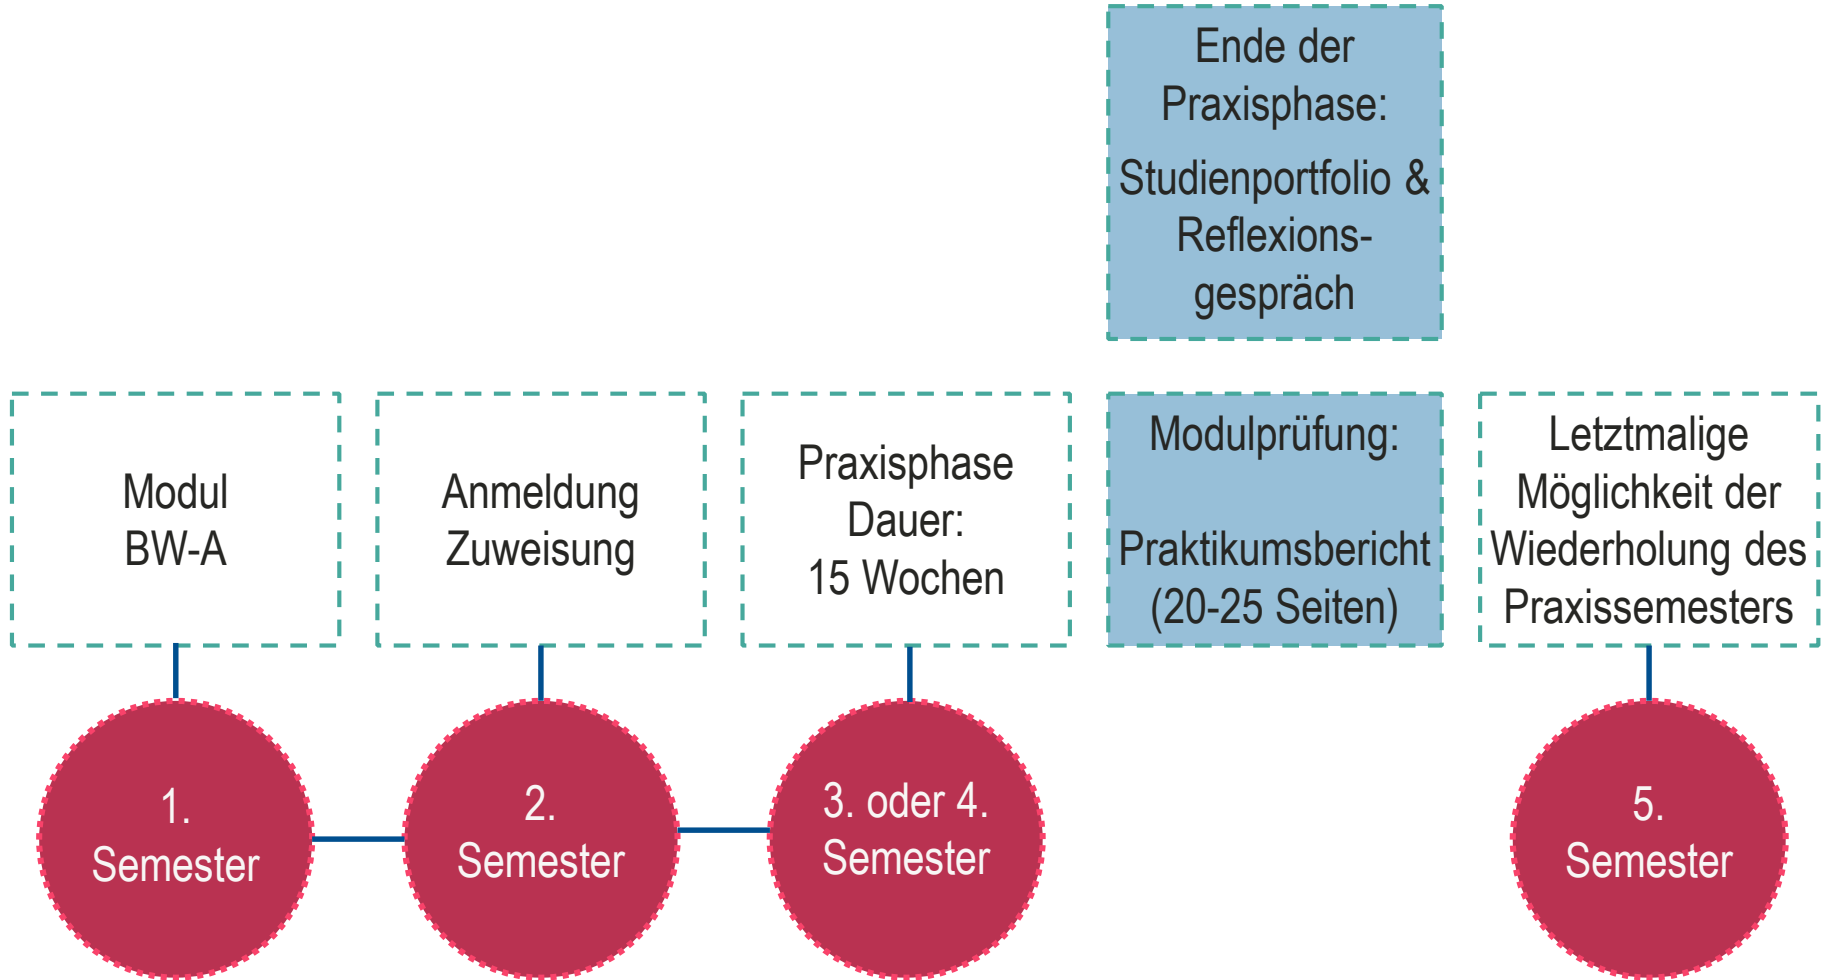 Ende der
Praxisphase:
Studienportfolio &
Reflexions-
gespräch
Modul
BW-A
Anmeldung
Zuweisung
Praxisphase
Dauer:
15 Wochen
Modulprüfung:
Praktikumsbericht
(20-25 Seiten)
Letztmalige
Möglichkeit der
Wiederholung des
Praxissemesters
1.
Semester
2.
Semester
3. oder 4.
Semester
5.
Semester